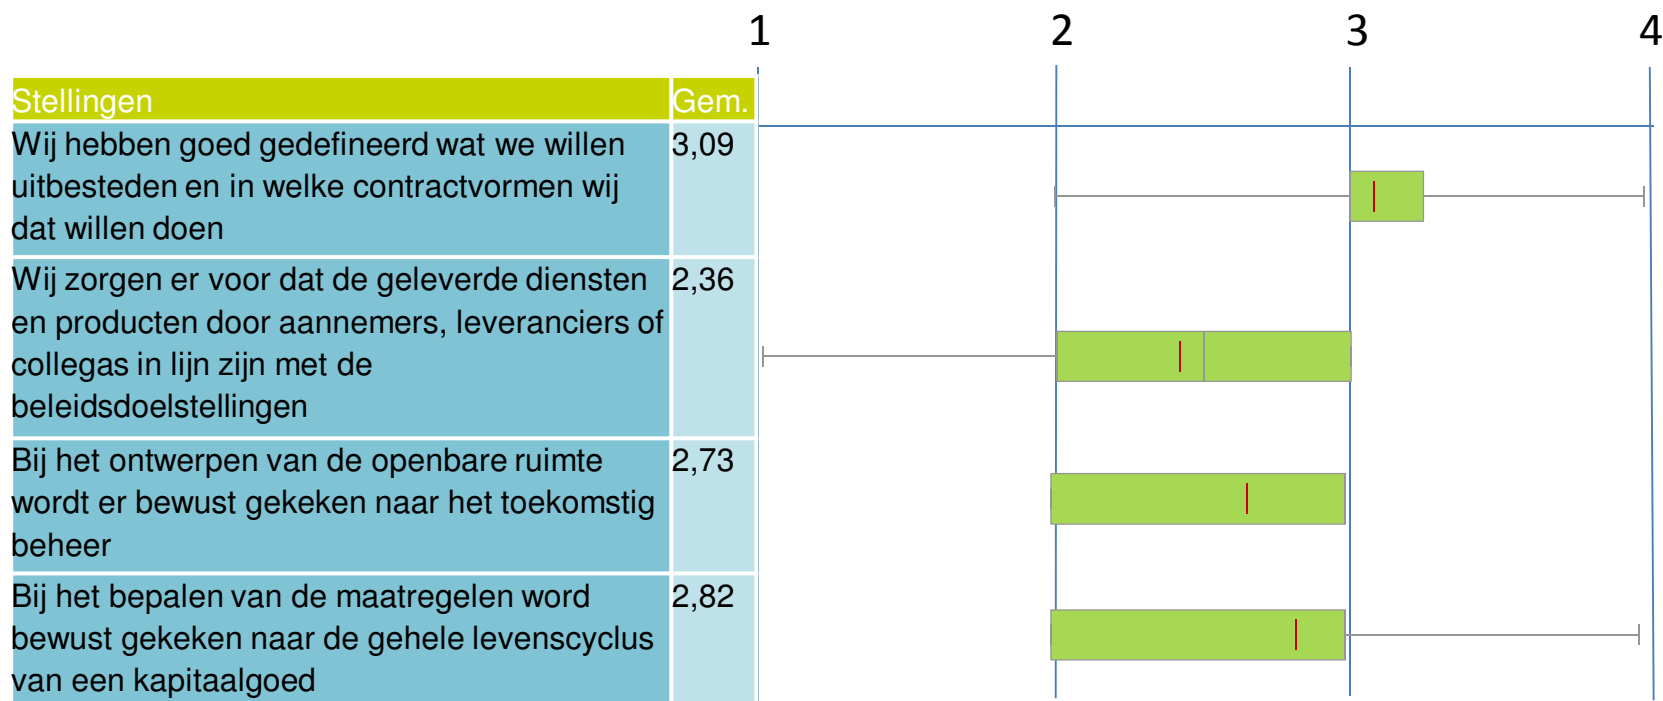 1 2 3 4
Stellingen Gem.
Wij hebben goed gedefineerd wat we willen 3,09
uitbesteden en in welke contractvormen wij
dat willen doen
Wij zorgen er voor dat de geleverde diensten 2,36
en producten door aannemers, leveranciers of
collegas in lijn zijn met de
beleidsdoelstellingen
Bij het ontwerpen van de openbare ruimte 2,73
wordt er bewust gekeken naar het toekomstig
beheer
Bij het bepalen van de maatregelen word 2,82
bewust gekeken naar de gehele levenscyclus
van een kapitaalgoed